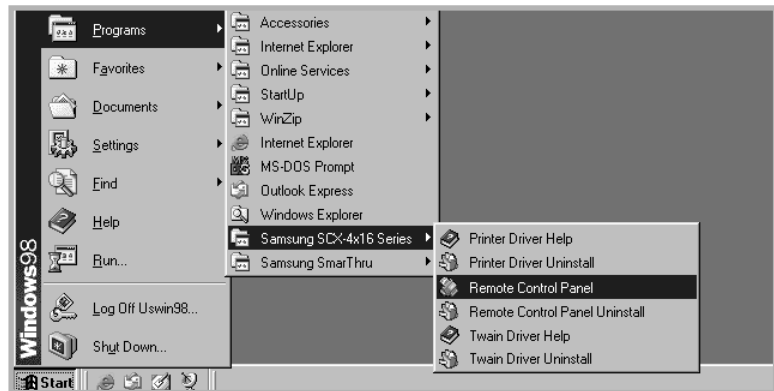 Programs
Favorites
Documents
Settings
Find
Help
Run...
Log Off Uswin98...
Shut Down...
Windows98
Start
Accessories
Internet Explorer
Online Services
StartUp
WinZip
Internet Explorer
MS-DOS Prompt
Outlook Express
Windows Explorer
Samsung SCX-4x16 Series
Samsung SmarThru
Printer Driver Help
Printer Driver Uninstall
Remote Control Panel
Remote Control Panel Uninstall
Twain Driver Help
Twain Driver Uninstall